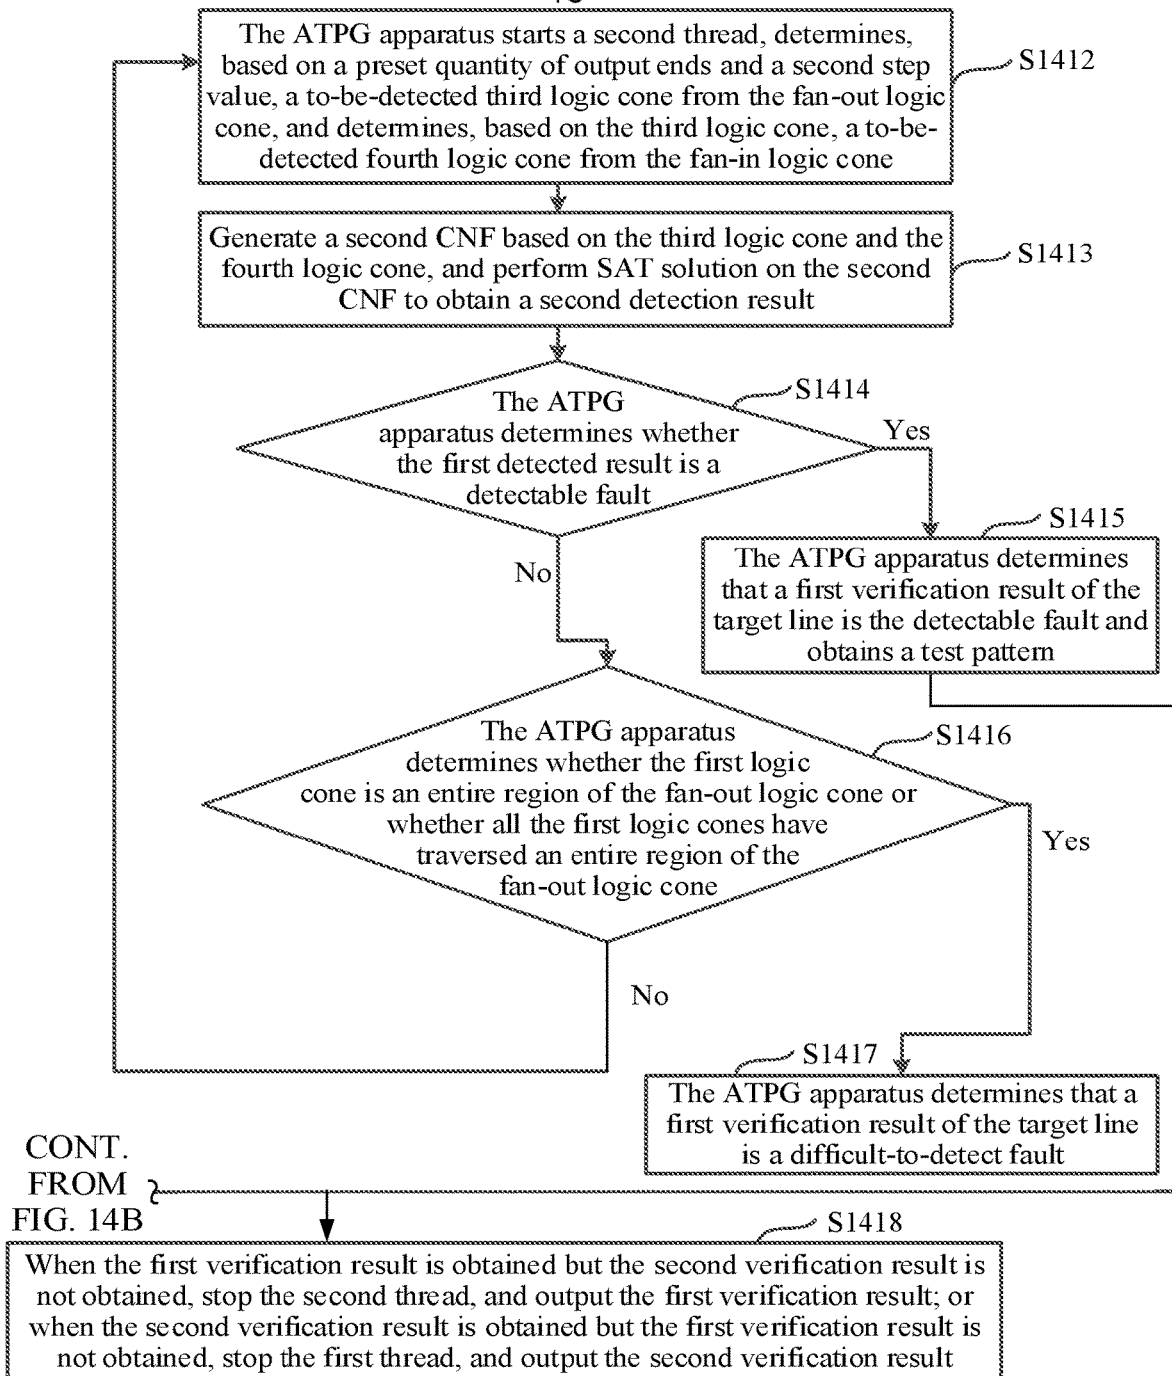 The ATPG apparatus starts a second thread, determines,
based on a preset quantity of output ends and a second step
value, a to-be-detected third logic cone from the fan-out logic
cone, and determines, based on the third logic cone, a to-be-
detected fourth logic cone from the fan-in logic cone
S1412
Generate a second CNF based on the third logic cone and the
fourth logic cone, and perform SAT solution on the second
CNF to obtain a second detection result
S1413
The ATPG
apparatus determines whether
the first detected result is a
detectable fault
S1414
Yes
No
S1415
The ATPG apparatus determines
that a first verification result of the
target line is the detectable fault and
obtains a test pattern
The ATPG apparatus
determines whether the first logic
cone is an entire region of the fan-out logic cone or
whether all the first logic cones have
traversed an entire region of the
fan-out logic cone
S1416
Yes
No
S1417
The ATPG apparatus determines that a
first verification result of the target line
is a difficult-to-detect fault
CONT.
FROM
FIG. 14B
S1418
When the first verification result is obtained but the second verification result is
not obtained, stop the second thread, and output the first verification result; or
when the second verification result is obtained but the first verification result is
not obtained, stop the first thread, and output the second verification result